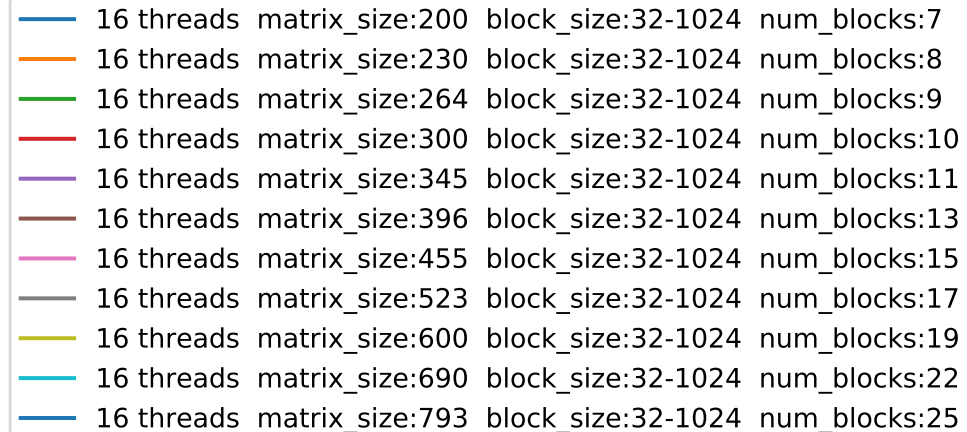 16 threads  matrix_size:200  block_size:32-1024  num_blocks:7
16 threads  matrix_size:230  block_size:32-1024  num_blocks:8
16 threads  matrix_size:264  block_size:32-1024  num_blocks:9
16 threads  matrix_size:300  block_size:32-1024  num_blocks:10
16 threads  matrix_size:345  block_size:32-1024  num_blocks:11
16 threads  matrix_size:396  block_size:32-1024  num_blocks:13
16 threads  matrix_size:455  block_size:32-1024  num_blocks:15
16 threads  matrix_size:523  block_size:32-1024  num_blocks:17
16 threads  matrix_size:600  block_size:32-1024  num_blocks:19
16 threads  matrix_size:690  block_size:32-1024  num_blocks:22
16 threads  matrix_size:793  block_size:32-1024  num_blocks:25